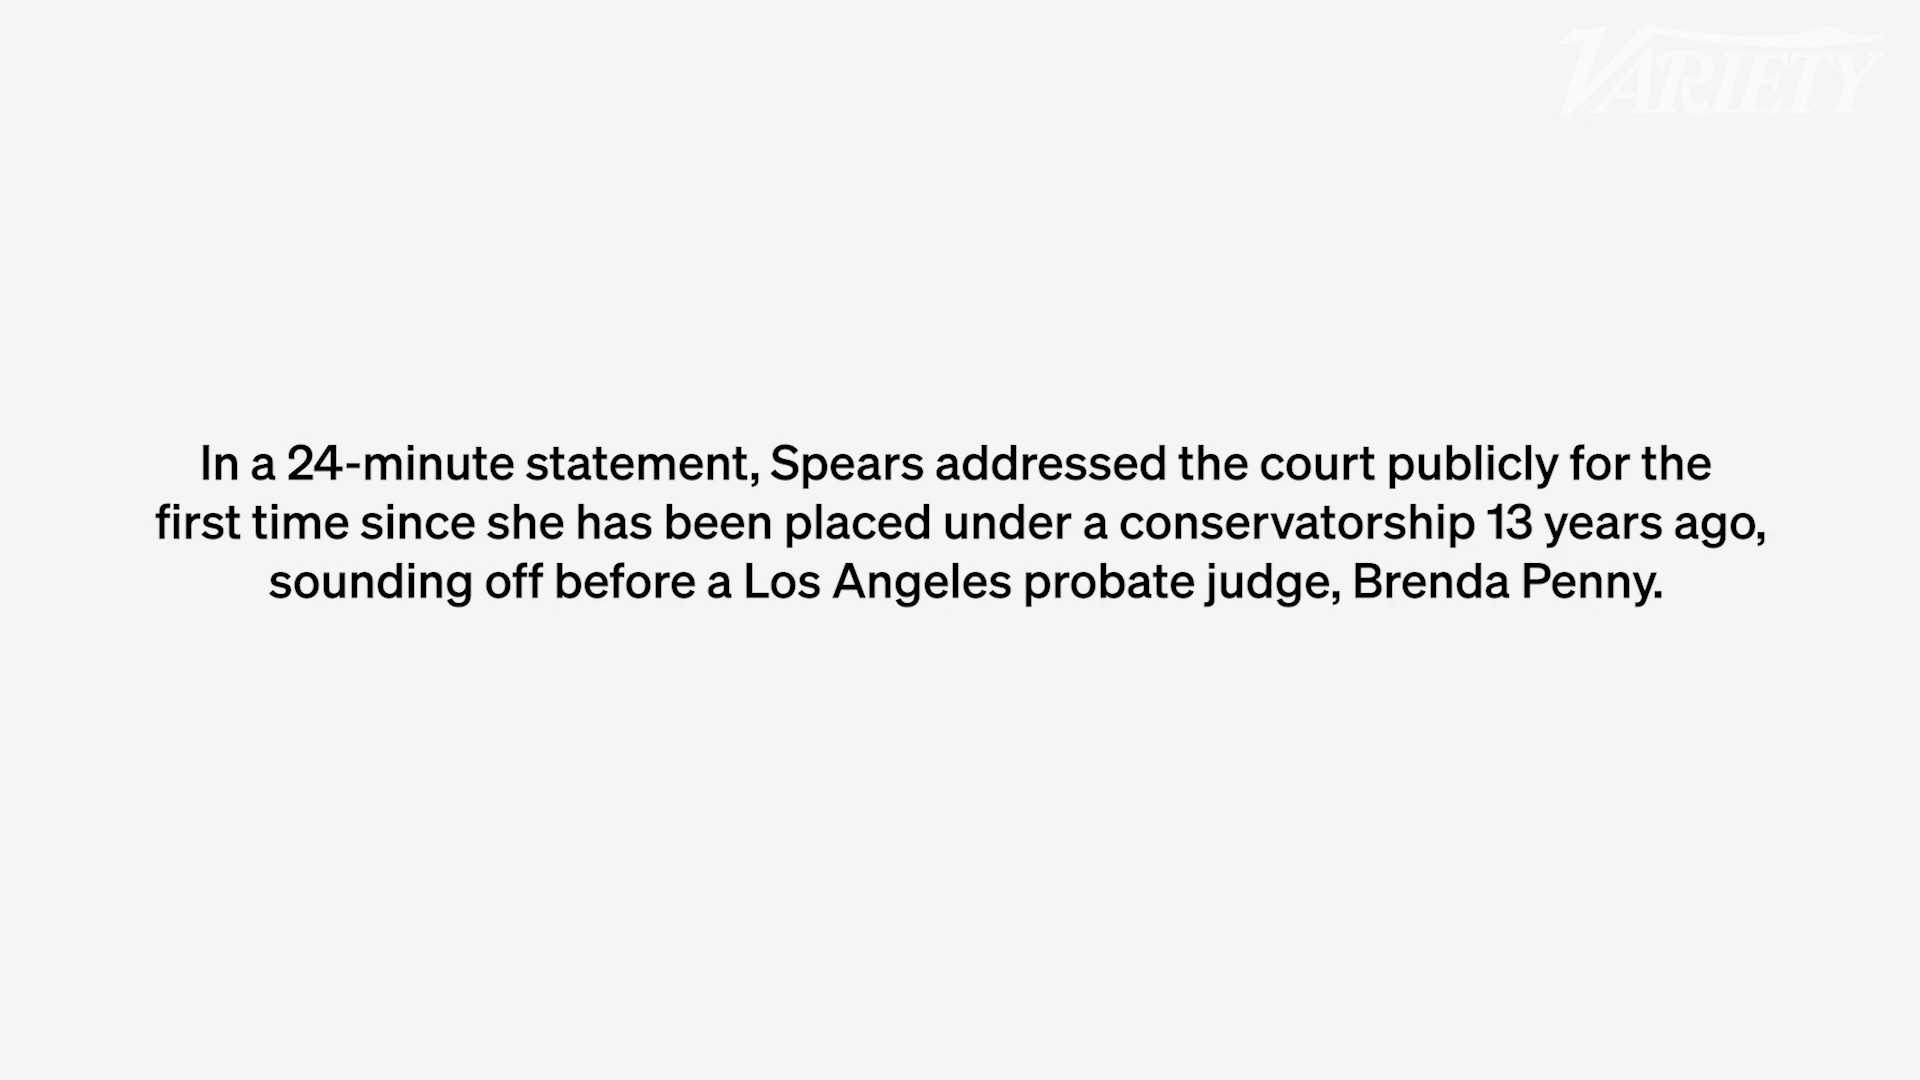 VARIETY
In a 24-minute statement, Spears addressed the court publicly for the
first time since she has been placed under a conservatorship 13 years ago,
sounding off before a Los Angeles probate judge, Brenda Penny.